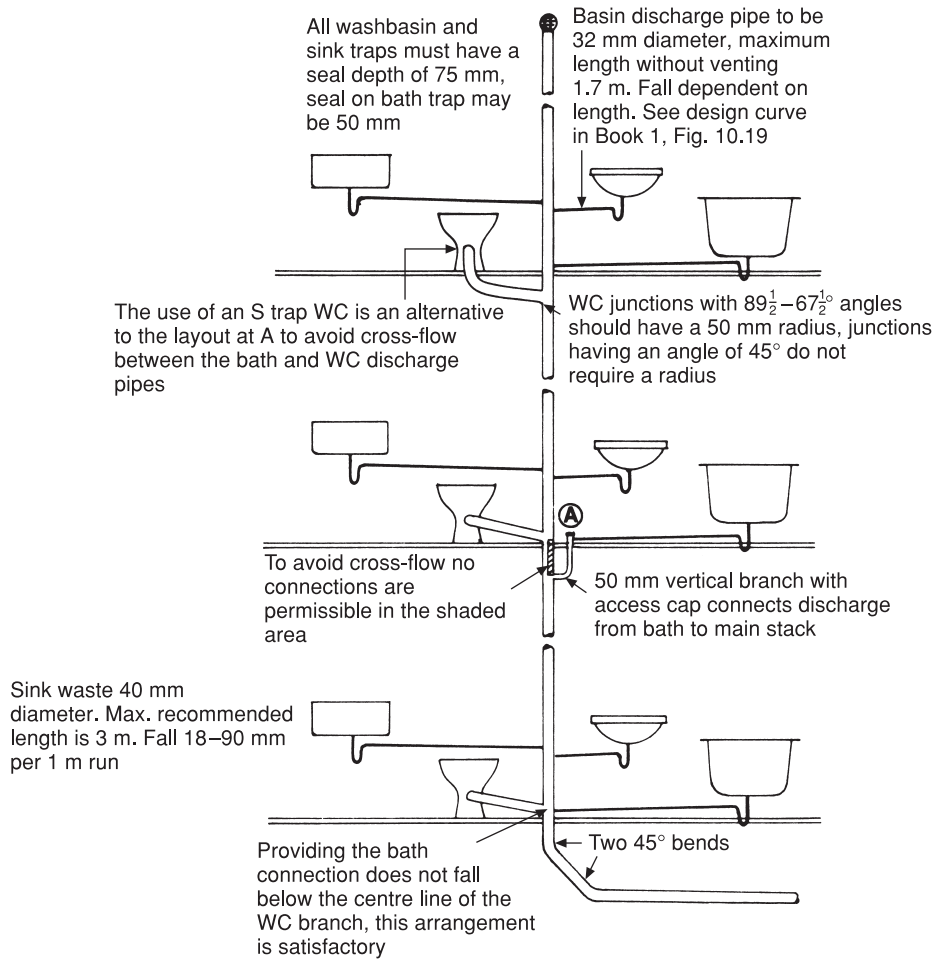 All washbasin and
sink traps must have a
seal depth of 75 mm,
seal on bath trap may
be 50 mm
Basin discharge pipe to be
32 mm diameter, maximum
length without venting
1.7 m. Fall dependent on
length. See design curve
in Book 1, Fig. 10.19
The use of an S trap WC is an alternative
to the layout at A to avoid cross-flow
between the bath and WC discharge
pipes
WC junctions with 89½–67½° angles
should have a 50 mm radius, junctions
having an angle of 45° do not
require a radius
A
To avoid cross-flow no
connections are
permissible in the shaded
area
50 mm vertical branch with
access cap connects discharge
from bath to main stack
Sink waste 40 mm
diameter. Max. recommended
length is 3 m. Fall 18–90 mm
per 1 m run
Two 45° bends
Providing the bath
connection does not fall
below the centre line of the
WC branch, this arrangement
is satisfactory